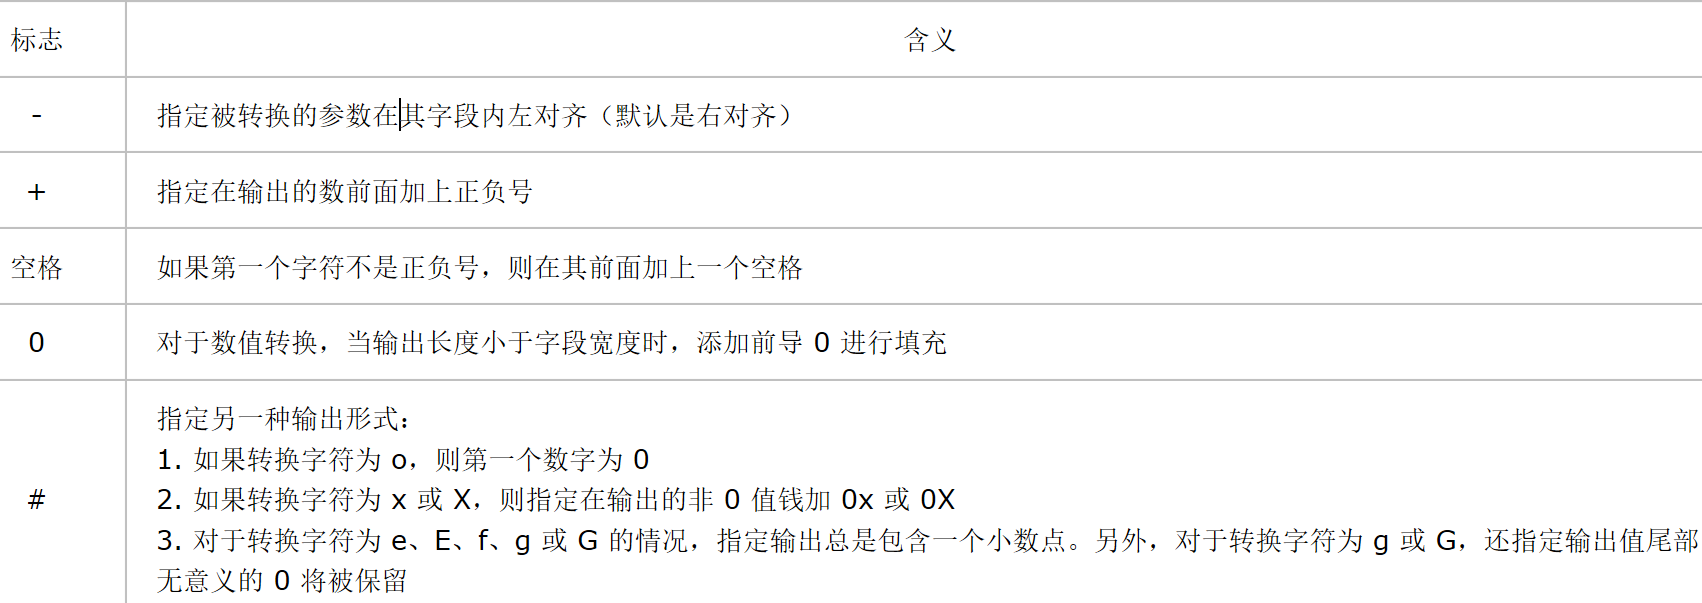 标志 含义
- 指定被转换的参数在其字段内左对齐（默认是右对齐）
+ 指定在输出的数前面加上正负号
空格 如果第一个字符不是正负号，则在其前面加上一个空格
0 对于数值转换，当输出长度小于字段宽度时，添加前导 0 进行填充
指定另一种输出形式：
1. 如果转换字符为 o，则第一个数字为 0
# 2. 如果转换字符为 x 或 X，则指定在输出的非 0 值钱加 0x 或 0X
3. 对于转换字符为 e、E、f、g 或 G 的情况，指定输出总是包含一个小数点。另外，对于转换字符为 g 或 G，还指定输出值尾部
无意义的 0 将被保留